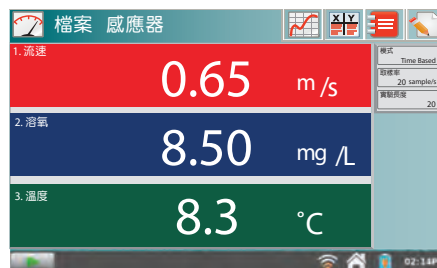 檔案 感應器
X Y
1. 流速
0.65 m/s
2. 溶氧
8.50 mg/L
3. 溫度
8.3 °C
模式
Time Based
取樣率
20 sample/s
實驗長度
20
02:14P